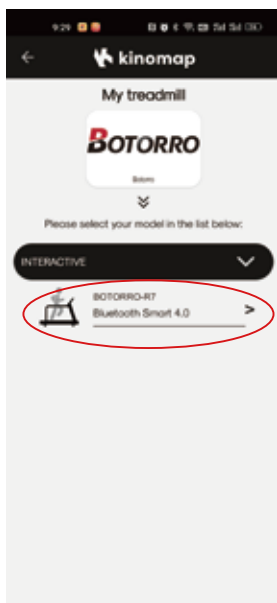 9:29
kinomap
My treadmill
BOTORRO
Botorro
Please select your model in the list below:
INTERACTIVE
BOTORRO-R7
Bluetooth Smart 4.0